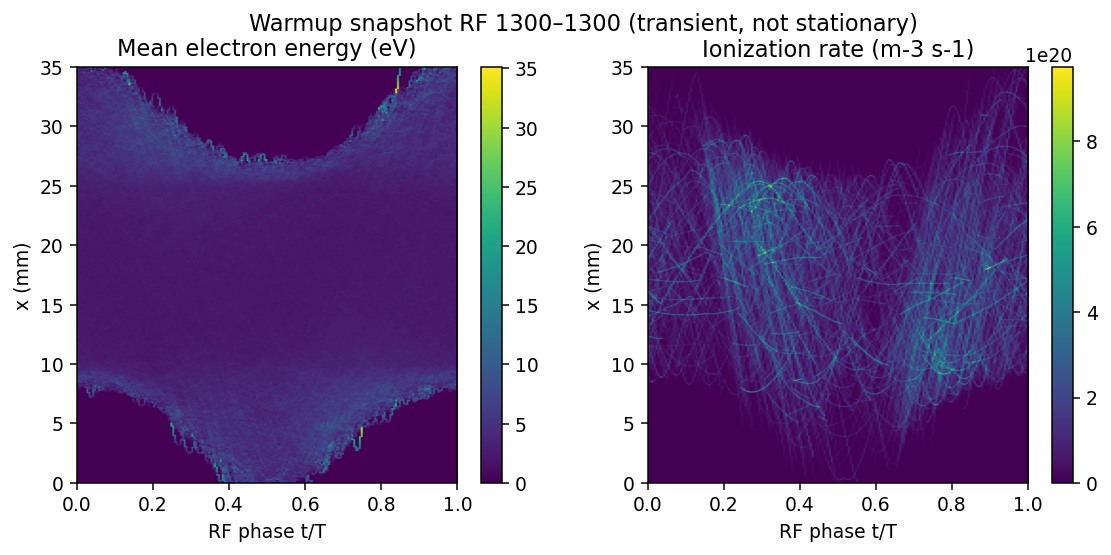 Warmup snapshot RF 1300–1300 (transient, not stationary)
Mean electron energy (eV)
35
30
25
20
15
10
5
0
x (mm)
0.0 0.2 0.4 0.6 0.8 1.0
RF phase t/T
35
30
25
20
15
10
5
0
Ionization rate (m-3 s-1)
35
30
25
20
15
10
5
0
x (mm)
0.0 0.2 0.4 0.6 0.8 1.0
RF phase t/T
1e20
8
6
4
2
0